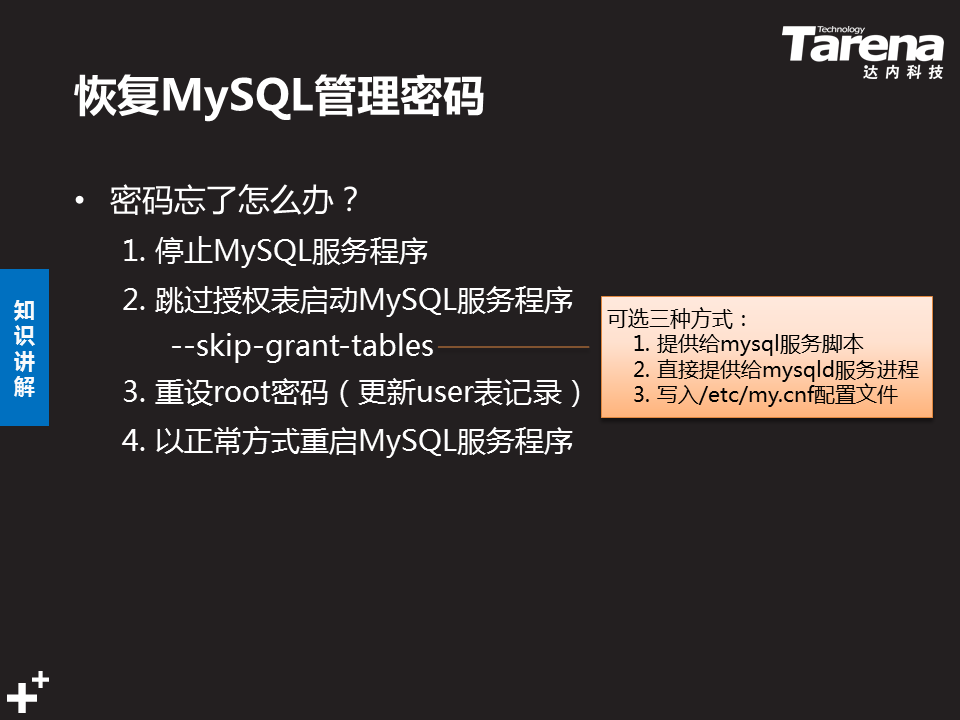 Technology
Tarena
达内科技
恢复MySQL管理密码
• 密码忘了怎么办？
1. 停止MySQL服务程序
2. 跳过授权表启动MySQL服务程序
--skip-grant-tables
3. 重设root密码（更新user表记录）
4. 以正常方式重启MySQL服务程序
可选三种方式：
1. 提供给mysql服务脚本
2. 直接提供给mysqld服务进程
3. 写入/etc/my.cnf配置文件
知识讲解